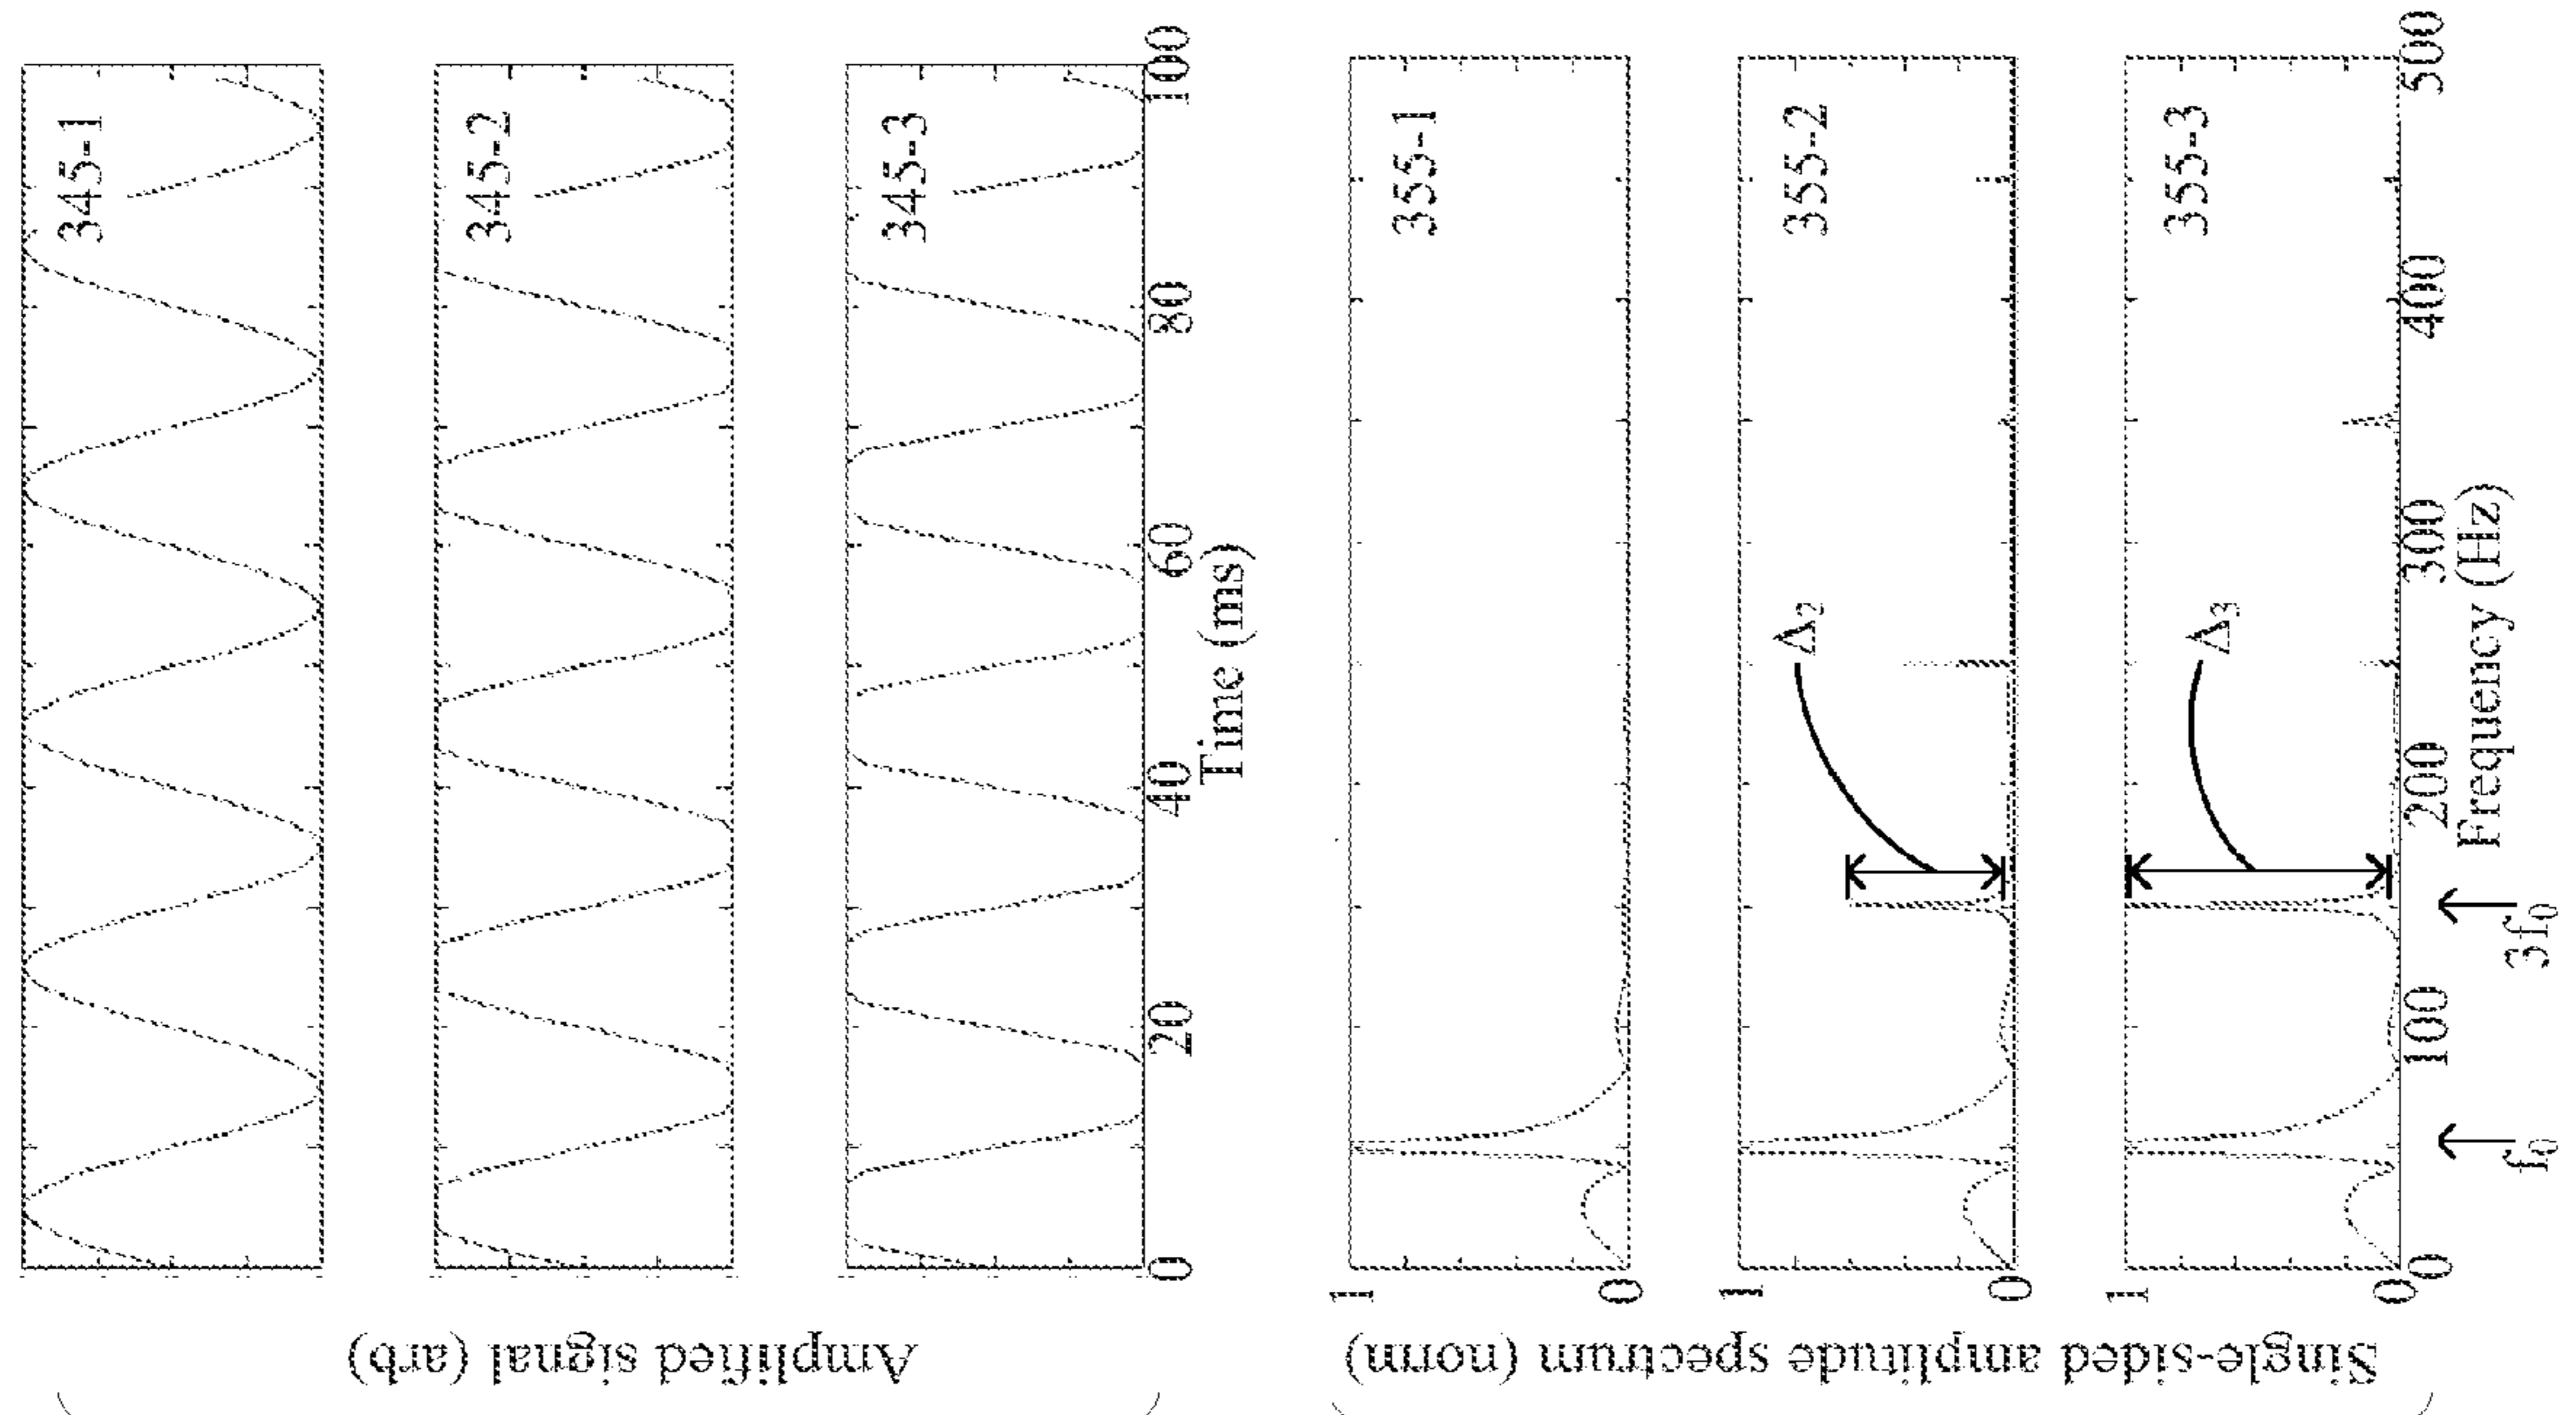 Amplified signal (arb)
345-1
345-2
345-3
0 20 40 60 80 100
Time (ms)
Single-sided amplitude spectrum (norm)
1
0
355-1
1
0
355-2
Δ₂
1
0
355-3
Δ₃
0 100 200 300 400 500
Frequency (Hz)
f₀ 3f₀